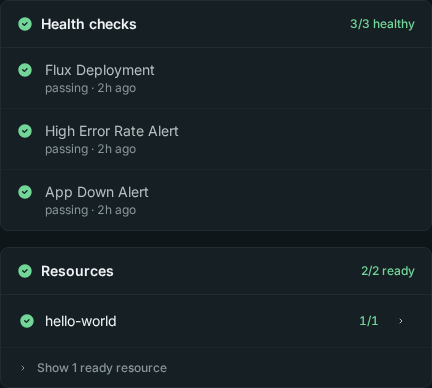 Health checks 3/3 healthy
Flux Deployment
passing · 2h ago
High Error Rate Alert
passing · 2h ago
App Down Alert
passing · 2h ago
Resources 2/2 ready
hello-world 1/1
Show 1 ready resource